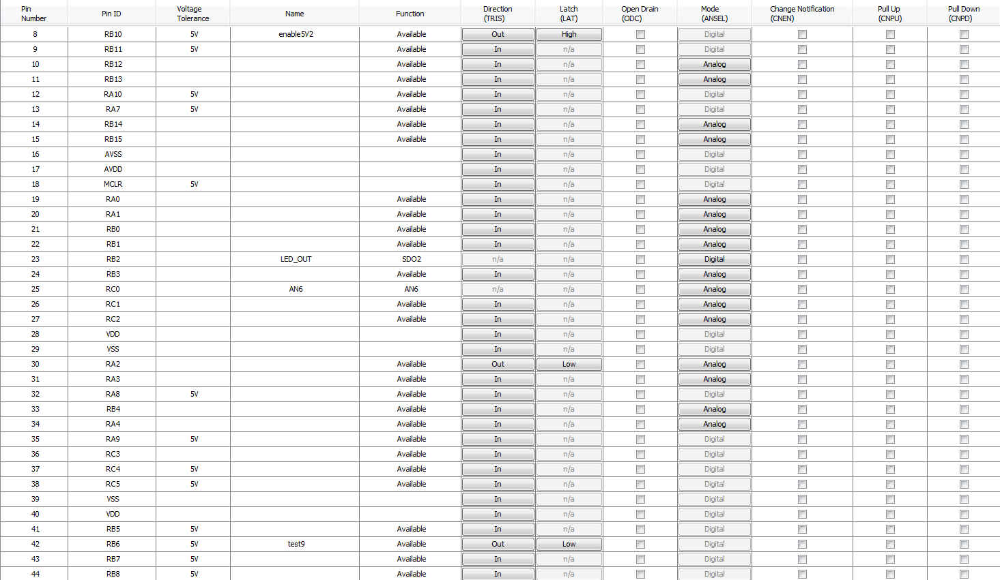 Pin Number Pin ID Voltage Tolerance Name Function Direction (TRIS) Latch (LAT) Open Drain (ODC) Mode (ANSEL) Change Notification (CNEN) Pull Up (CNPU) Pull Down (CNPD)
8 RB10 5V enable5V2 Available Out High Digital
9 RB11 5V Available In n/a Digital
10 RB12 Available In n/a Analog
11 RB13 Available In n/a Analog
12 RA10 5V Available In n/a Digital
13 RA7 5V Available In n/a Digital
14 RB14 Available In n/a Analog
15 RB15 Available In n/a Analog
16 AVSS In n/a Digital
17 AVDD In n/a Digital
18 MCLR 5V In n/a Digital
19 RA0 Available In n/a Analog
20 RA1 Available In n/a Analog
21 RB0 Available In n/a Analog
22 RB1 Available In n/a Analog
23 RB2 LED_OUT SDO2 n/a n/a Digital
24 RB3 Available In n/a Analog
25 RC0 AN6 AN6 n/a n/a Analog
26 RC1 Available In n/a Analog
27 RC2 Available In n/a Analog
28 VDD In n/a Digital
29 VSS In n/a Digital
30 RA2 Available Out Low Analog
31 RA3 Available In n/a Analog
32 RA8 5V Available In n/a Digital
33 RB4 Available In n/a Analog
34 RA4 Available In n/a Analog
35 RA9 5V Available In n/a Digital
36 RC3 Available In n/a Digital
37 RC4 5V Available In n/a Digital
38 RC5 5V Available In n/a Digital
39 VSS In n/a Digital
40 VDD In n/a Digital
41 RB5 5V Available In n/a Digital
42 RB6 5V test9 Available Out Low Digital
43 RB7 5V Available In n/a Digital
44 RB8 5V Available In n/a Digital